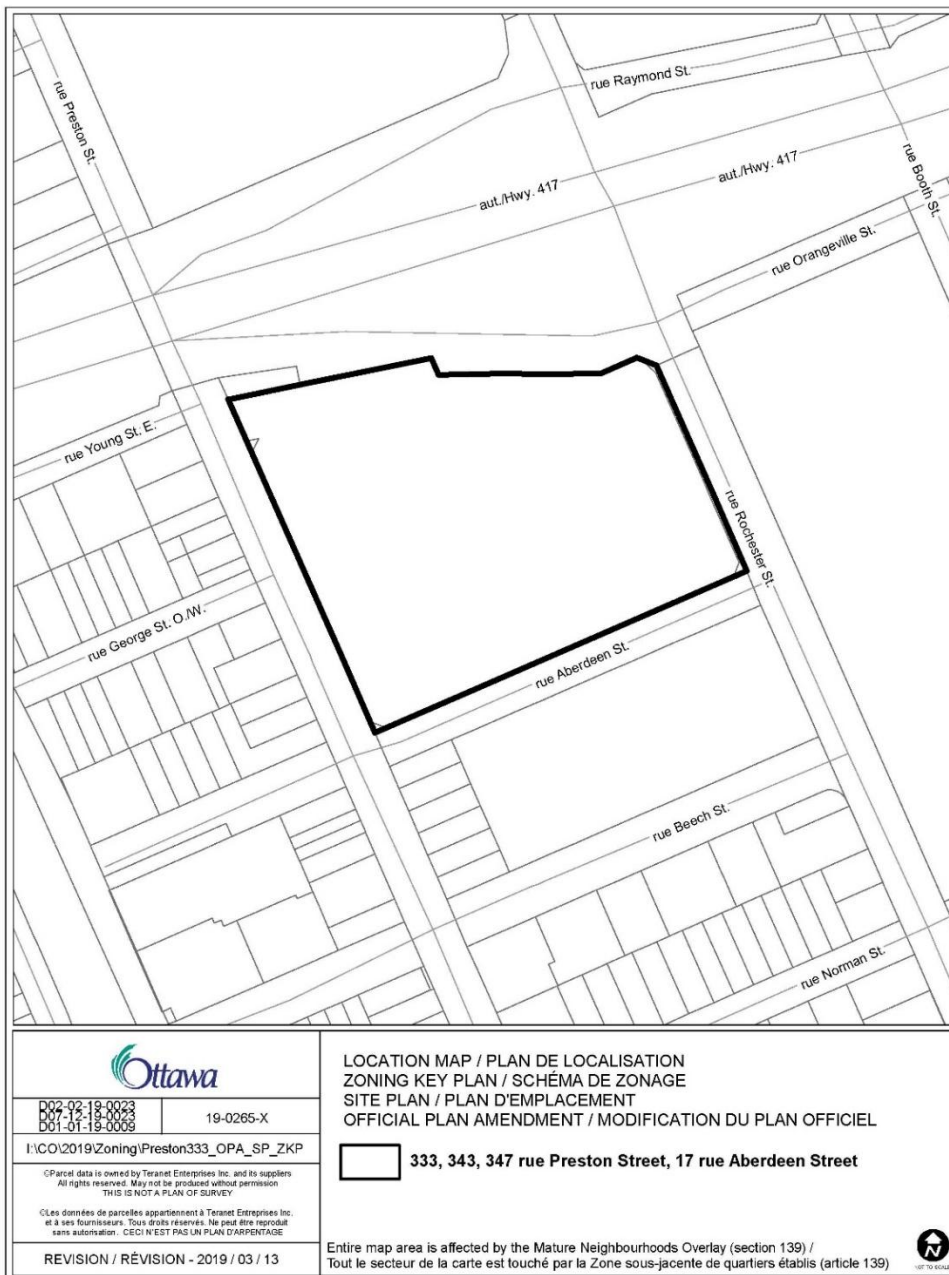 rue Raymond St.
rue Preston St.
aut./Hwy. 417
aut./Hwy. 417
rue Booth St.
rue Orangeville St.
rue Young St. E.
rue Rochester St.
rue George St. O./W.
rue Aberdeen St.
rue Beech St.
rue Norman St.
Ottawa
D02-02-19-0023
D07-12-19-0023
D01-01-19-0009
19-0265-X
I:\CO\2019\Zoning\Preston333_OPA_SP_ZKP
©Parcel data is owned by Teranet Enterprises Inc. and its suppliers
All rights reserved. May not be produced without permission
THIS IS NOT A PLAN OF SURVEY
©Les données de parcelles appartiennent à Teranet Entreprises Inc.
et à ses fournisseurs. Tous droits réservés. Ne peut être reproduit
sans autorisation. CECI N'EST PAS UN PLAN D'ARPENTAGE
REVISION / RÉVISION - 2019 / 03 / 13
LOCATION MAP / PLAN DE LOCALISATION
ZONING KEY PLAN / SCHÉMA DE ZONAGE
SITE PLAN / PLAN D'EMPLACEMENT
OFFICIAL PLAN AMENDMENT / MODIFICATION DU PLAN OFFICIEL
333, 343, 347 rue Preston Street, 17 rue Aberdeen Street
Entire map area is affected by the Mature Neighbourhoods Overlay (section 139) /
Tout le secteur de la carte est touché par la Zone sous-jacente de quartiers établis (article 139)
N
NOT TO SCALE